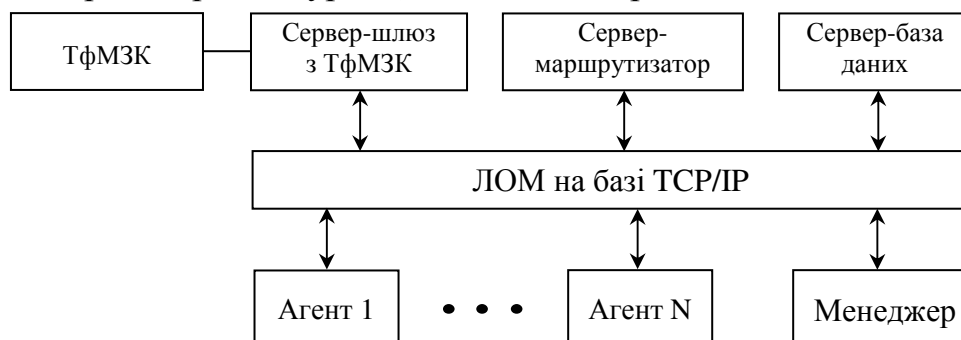 ТфМЗК
Сервер-шлюз
з ТфМЗК
Сервер-
маршрутизатор
Сервер-база
даних
ЛОМ на базі TCP/IP
Агент 1
• • •
Агент N
Менеджер